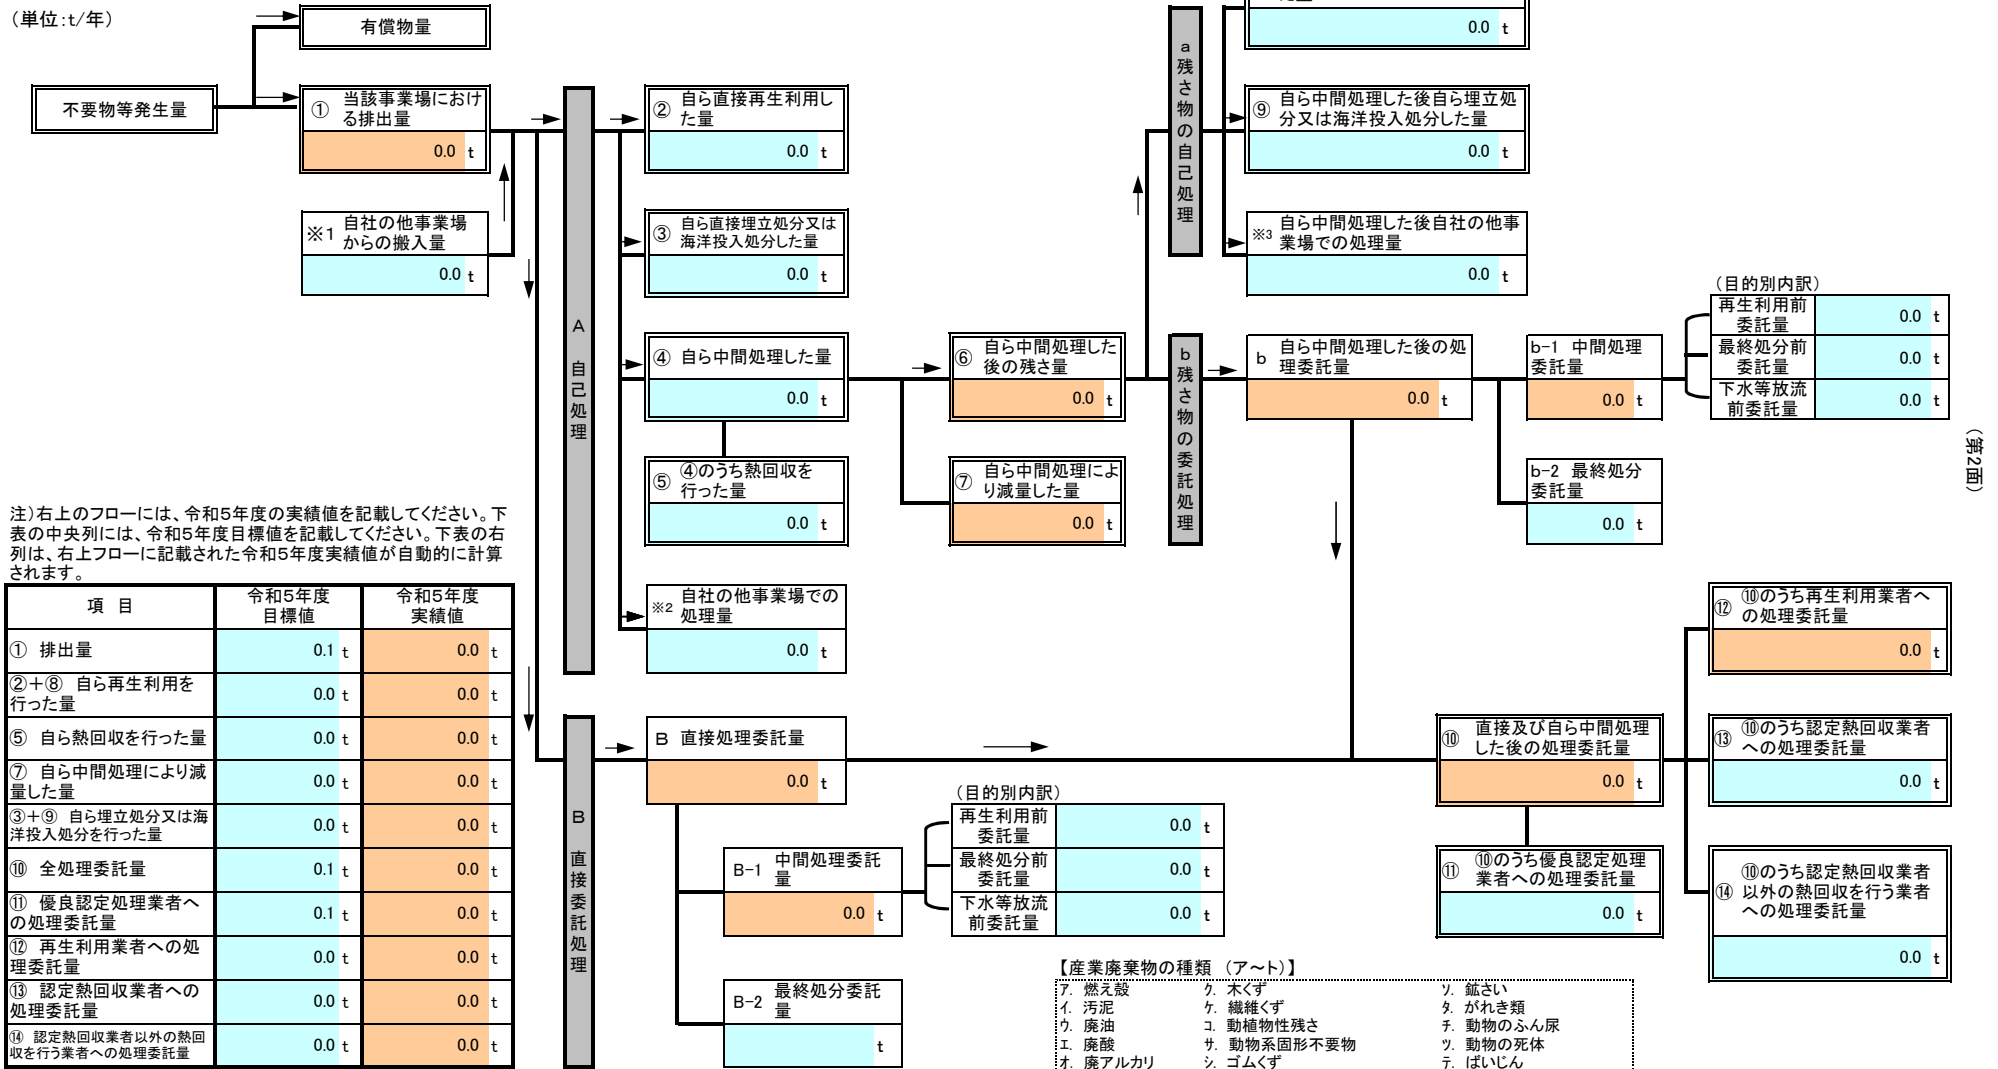 (単位:t/年)
有償物量
不要物等発生量
① 当該事業場におけ
る排出量
0.0 t
※1 自社の他事業場
からの搬入量
0.0 t
A 自己処理
② 自ら直接再生利用し
た量
0.0 t
③ 自ら直接埋立処分又は
海洋投入処分した量
0.0 t
④ 自ら中間処理した量
0.0 t
⑤ ④のうち熱回収を
行った量
0.0 t
※2 自社の他事業場での
処理量
0.0 t
⑥ 自ら中間処理した
後の残さ量
0.0 t
⑦ 自ら中間処理によ
り減量した量
0.0 t
a 残さ物の自己処理
0.0 t
⑨ 自ら中間処理した後自ら埋立処
分又は海洋投入処分した量
0.0 t
※3 自ら中間処理した後自社の他事
業場での処理量
0.0 t
b 残さ物の委託処理
b 自ら中間処理した後の処
理委託量
0.0 t
b-1 中間処理
委託量
0.0 t
b-2 最終処分
委託量
0.0 t
(目的別内訳)
再生利用前
委託量
0.0 t
最終処分前
委託量
0.0 t
下水等放流
前委託量
0.0 t
(第2面)
注)右上のフローには、令和5年度の実績値を記載してください。下
表の中央列には、令和5年度目標値を記載してください。下表の右
列は、右上フローに記載された令和5年度実績値が自動的に計算
されます。
項 目 令和5年度 目標値 令和5年度 実績値
① 排出量 0.1 t 0.0 t
②+⑧ 自ら再生利用を
行った量 0.0 t 0.0 t
⑤ 自ら熱回収を行った量 0.0 t 0.0 t
⑦ 自ら中間処理により減
量した量 0.0 t 0.0 t
③+⑨ 自ら埋立処分又は海
洋投入処分を行った量 0.0 t 0.0 t
⑩ 全処理委託量 0.1 t 0.0 t
⑪ 優良認定処理業者へ
の処理委託量 0.1 t 0.0 t
⑫ 再生利用業者への処
理委託量 0.0 t 0.0 t
⑬ 認定熱回収業者への
処理委託量 0.0 t 0.0 t
⑭ 認定熱回収業者以外の熱回
収を行う業者への処理委託量 0.0 t 0.0 t
B 直接委託処理
B 直接処理委託量
0.0 t
B-1 中間処理委託
量
0.0 t
B-2 最終処分委託
量
t
(目的別内訳)
再生利用前
委託量
0.0 t
最終処分前
委託量
0.0 t
下水等放流
前委託量
0.0 t
⑩ 直接及び自ら中間処理
した後の処理委託量
0.0 t
⑪ ⑩のうち優良認定処理
業者への処理委託量
0.0 t
⑫ ⑩のうち再生利用業者へ
の処理委託量
0.0 t
⑬ ⑩のうち認定熱回収業者
への処理委託量
0.0 t
⑭ ⑩のうち認定熱回収業者
以外の熱回収を行う業者
への処理委託量
0.0 t
【産業廃棄物の種類 (ア~ト)】
ア. 燃え殻 ク. 木くず ソ. 鉱さい
イ. 汚泥 ケ. 繊維くず タ. がれき類
ウ. 廃油 コ. 動植物性残さ チ. 動物のふん尿
エ. 廃酸 サ. 動物系固形不要物 ツ. 動物の死体
オ. 廃アルカリ シ. ゴムくず テ. ばいじん